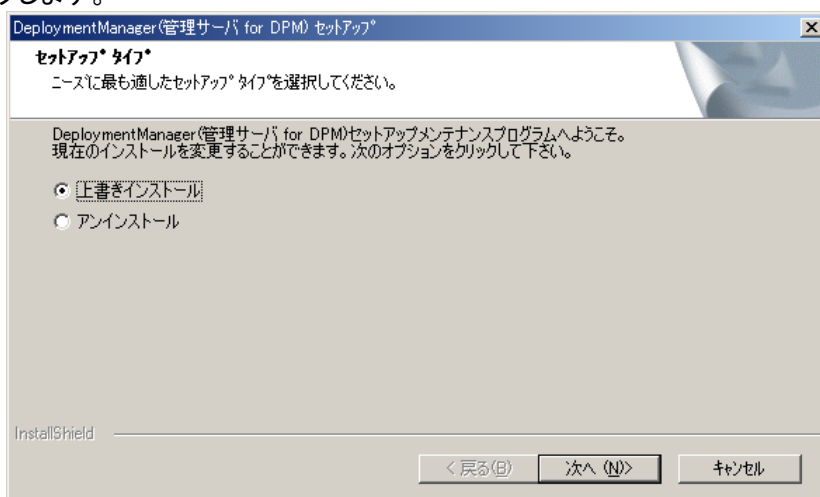 します。
DeploymentManager(管理サーバ for DPM) セットアップ
セットアップ タイプ
ニーズに最も適したセットアップ タイプを選択してください。
DeploymentManager(管理サーバ for DPM)セットアップメンテナンスプログラムへようこそ。
現在のインストールを変更することができます。次のオプションをクリックして下さい。
上書きインストール
アンインストール
InstallShield
< 戻る(B)
次へ (N)>
キャンセル